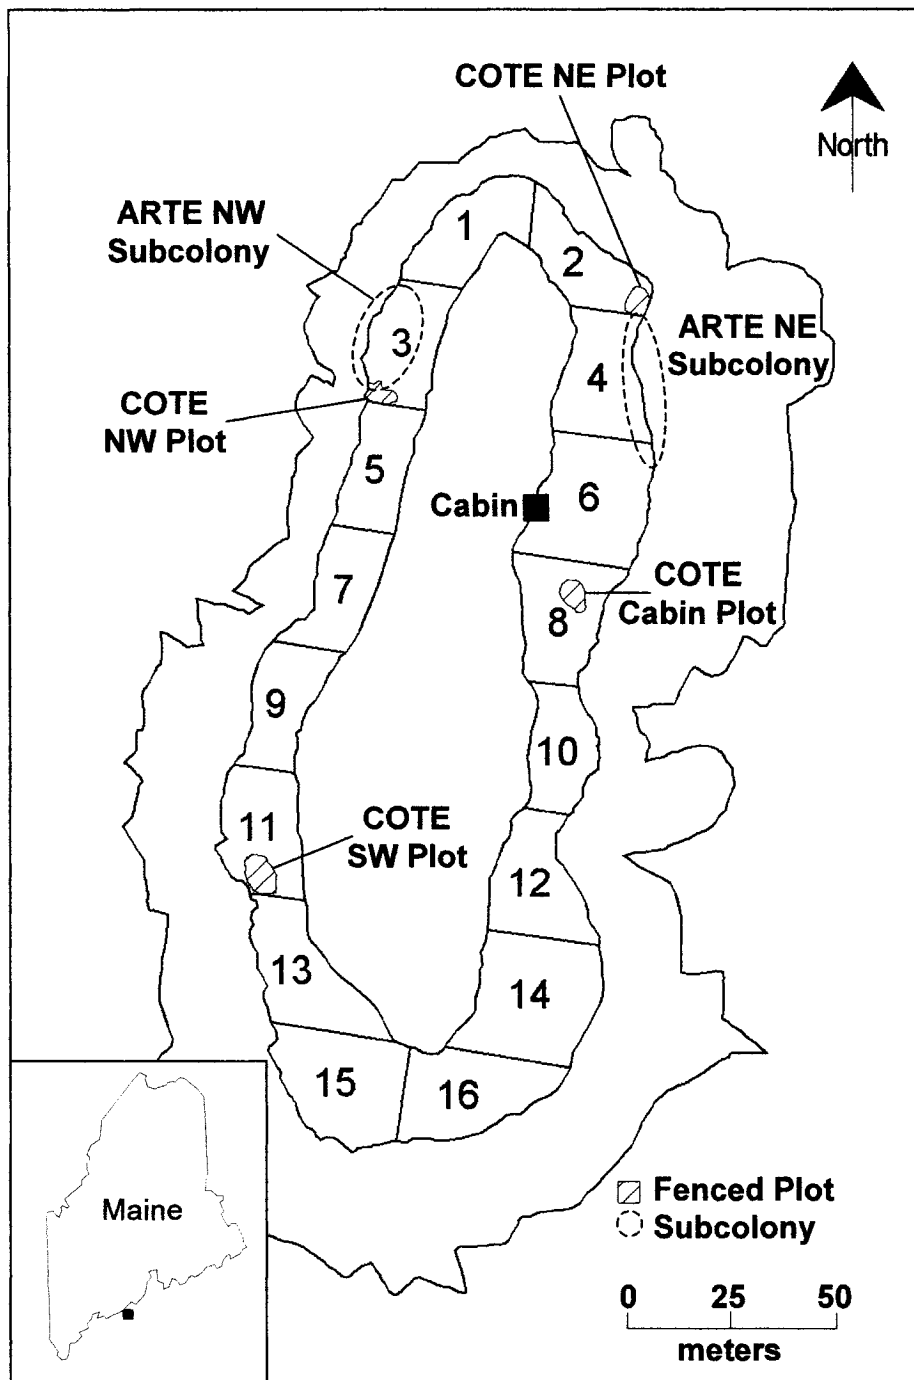 COTE NE Plot
North
ARTE NW
Subcolony
1
2
ARTE NE
Subcolony
3
4
COTE
NW Plot
5
Cabin
6
7
COTE
Cabin Plot
8
9
10
11
COTE
SW Plot
12
13
14
15
16
Maine
Fenced Plot
Subcolony
0 25 50
meters